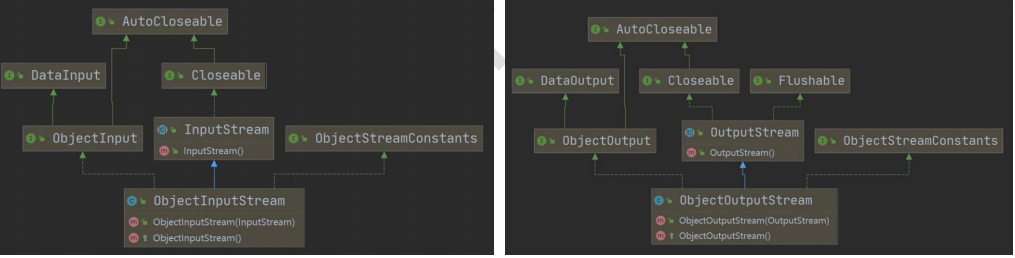 AutoCloseable
DataInput
Closeable
ObjectInput
InputStream
InputStream()
ObjectStreamConstants
ObjectInputStream
ObjectInputStream(InputStream)
ObjectInputStream()
AutoCloseable
DataOutput
Closeable
Flushable
ObjectOutput
OutputStream
OutputStream()
ObjectStreamConstants
ObjectOutputStream
ObjectOutputStream(OutputStream)
ObjectOutputStream()